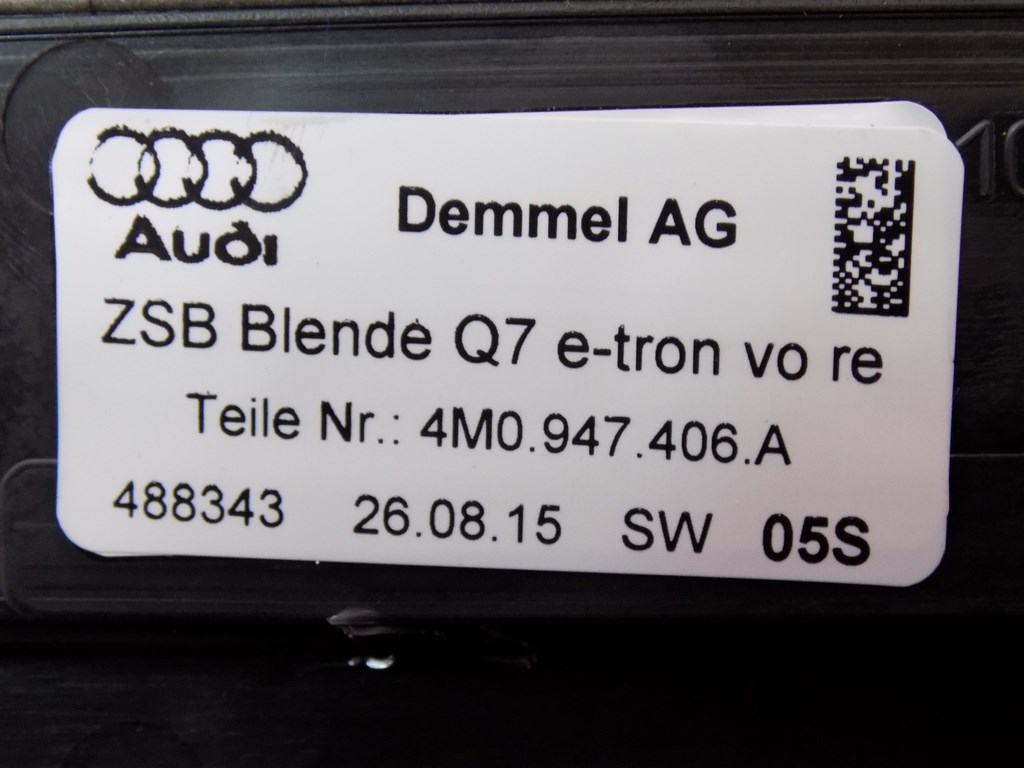 Audi
Demmel AG
ZSB Blende Q7 e-tron vo re
Teile Nr.: 4M0.947.406.A
488343 26.08.15 SW 05S